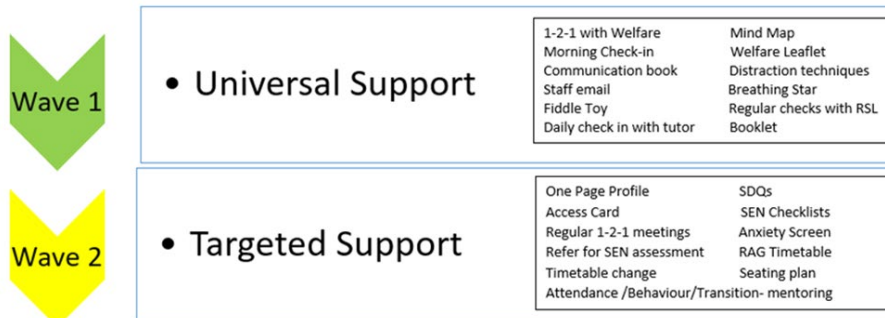 Wave 1
• Universal Support
1-2-1 with Welfare Mind Map
Morning Check-in Welfare Leaflet
Communication book Distraction techniques
Staff email Breathing Star
Fiddle Toy Regular checks with RSL
Daily check in with tutor Booklet
Wave 2
• Targeted Support
One Page Profile SDQs
Access Card SEN Checklists
Regular 1-2-1 meetings Anxiety Screen
Refer for SEN assessment RAG Timetable
Timetable change Seating plan
Attendance /Behaviour/Transition- mentoring